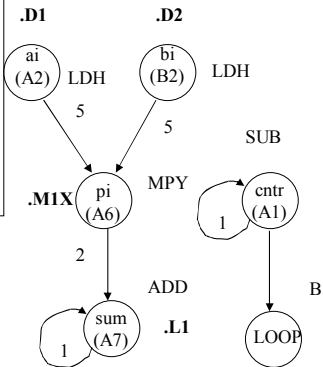 .D1 .D2
ai
(A2)
LDH
bi
(B2)
LDH
5 5
SUB
.M1X
pi
(A6)
MPY
cntr
(A1)
1
2
ADD
B
sum
(A7)
.L1
LOOP
1